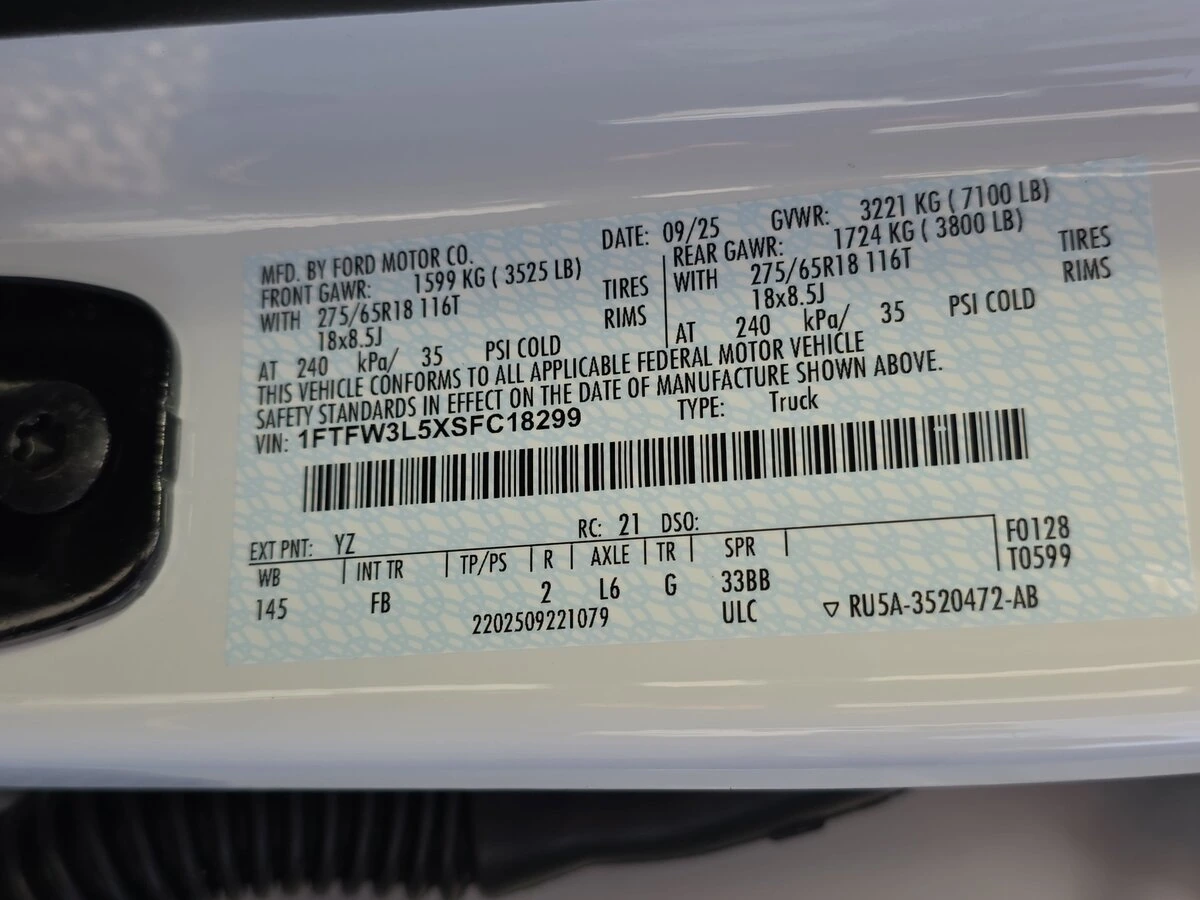 MFD. BY FORD MOTOR CO. DATE: 09/25 GVWR: 3221 KG ( 7100 LB)
FRONT GAWR: 1599 KG ( 3525 LB) REAR GAWR: 1724 KG ( 3800 LB)
WITH 275/65R18 116T TIRES WITH 275/65R18 116T TIRES
18x8.5J RIMS 18x8.5J RIMS
AT 240 kPa/ 35 PSI COLD AT 240 kPa/ 35 PSI COLD
THIS VEHICLE CONFORMS TO ALL APPLICABLE FEDERAL MOTOR VEHICLE
SAFETY STANDARDS IN EFFECT ON THE DATE OF MANUFACTURE SHOWN ABOVE.
VIN: 1FTFW3L5XSFC18299 TYPE: Truck
EXT PNT: YZ RC: 21 DSO:
WB INT TR TP/PS R AXLE TR SPR F0128
145 FB 2 L6 G 33BB T0599
2202509221079 ULC ▽ RU5A-3520472-AB